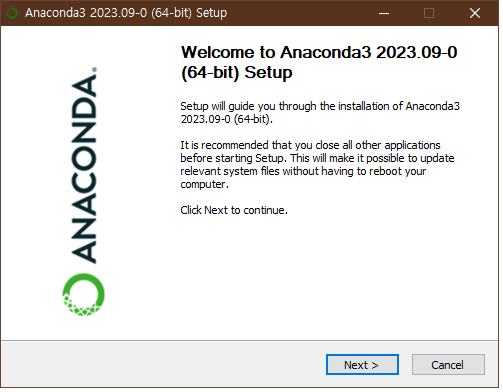 Anaconda3 2023.09-0 (64-bit) Setup
Welcome to Anaconda3 2023.09-0
(64-bit) Setup
ANACONDA.
Setup will guide you through the installation of Anaconda3
2023.09-0 (64-bit).
It is recommended that you close all other applications
before starting Setup. This will make it possible to update
relevant system files without having to reboot your
computer.
Click Next to continue.
Next >
Cancel